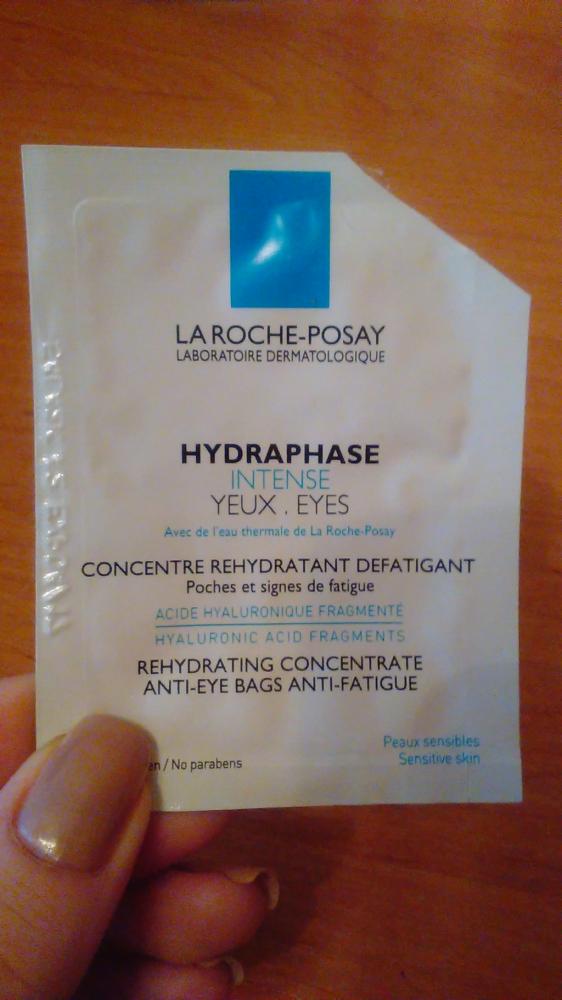 LA ROCHE-POSAY
LABORATOIRE DERMATOLOGIQUE
HYDRAPHASE
INTENSE
YEUX . EYES
Avec de l'eau thermale de La Roche-Posay
CONCENTRE REHYDRATANT DEFATIGANT
Poches et signes de fatigue
ACIDE HYALURONIQUE FRAGMENTÉ
HYALURONIC ACID FRAGMENTS
REHYDRATING CONCENTRATE
ANTI-EYE BAGS ANTI-FATIGUE
Peaux sensibles
Sensitive skin
/ No parabens